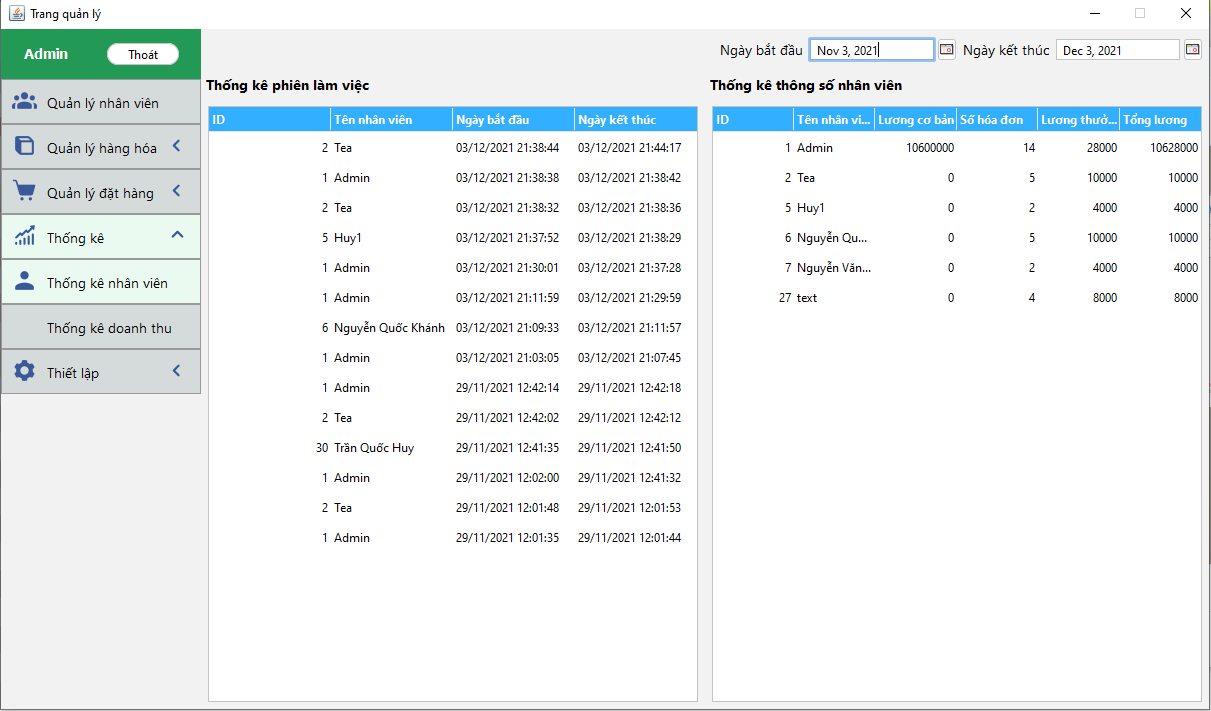 Trang quản lý
Admin Thoát
Quản lý nhân viên
Quản lý hàng hóa
Quản lý đặt hàng
Thống kê
Thống kê nhân viên
Thống kê doanh thu
Thiết lập
Ngày bắt đầu Nov 3, 2021 Ngày kết thúc Dec 3, 2021
Thống kê phiên làm việc
ID Tên nhân viên Ngày bắt đầu Ngày kết thúc
2 Tea 03/12/2021 21:38:44 03/12/2021 21:44:17
1 Admin 03/12/2021 21:38:38 03/12/2021 21:38:42
2 Tea 03/12/2021 21:38:32 03/12/2021 21:38:36
5 Huy1 03/12/2021 21:37:52 03/12/2021 21:38:29
1 Admin 03/12/2021 21:30:01 03/12/2021 21:37:28
1 Admin 03/12/2021 21:11:59 03/12/2021 21:29:59
6 Nguyễn Quốc Khánh 03/12/2021 21:09:33 03/12/2021 21:11:57
1 Admin 03/12/2021 21:03:05 03/12/2021 21:07:45
1 Admin 29/11/2021 12:42:14 29/11/2021 12:42:18
2 Tea 29/11/2021 12:42:02 29/11/2021 12:42:12
30 Trần Quốc Huy 29/11/2021 12:41:35 29/11/2021 12:41:50
1 Admin 29/11/2021 12:02:00 29/11/2021 12:41:32
2 Tea 29/11/2021 12:01:48 29/11/2021 12:01:53
1 Admin 29/11/2021 12:01:35 29/11/2021 12:01:44
Thống kê thông số nhân viên
ID Tên nhân vi... Lương cơ bản Số hóa đơn Lương thưở... Tổng lương
1 Admin 10600000 14 28000 10628000
2 Tea 0 5 10000 10000
5 Huy1 0 2 4000 4000
6 Nguyễn Qu... 0 5 10000 10000
7 Nguyễn Văn... 0 2 4000 4000
27 text 0 4 8000 8000